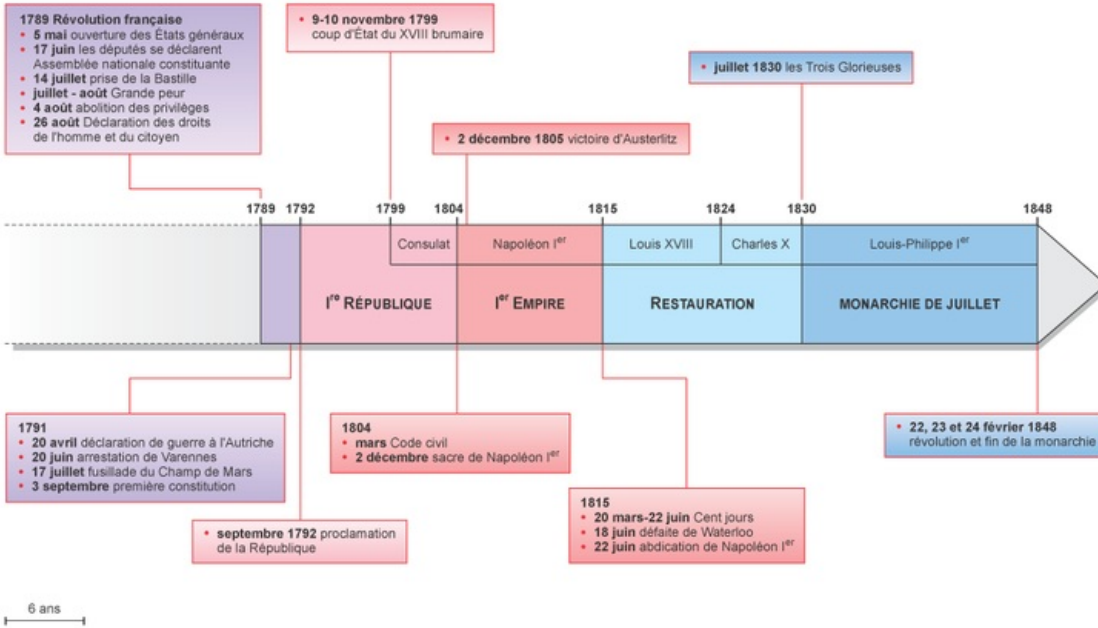 1789 Révolution française
• 5 mai ouverture des États généraux
• 17 juin les députés se déclarent
Assemblée nationale constituante
• 14 juillet prise de la Bastille
• juillet - août Grande peur
• 4 août abolition des privilèges
• 26 août Déclaration des droits
de l'homme et du citoyen
• 9-10 novembre 1799
coup d'État du XVIII brumaire
• juillet 1830 les Trois Glorieuses
• 2 décembre 1805 victoire d'Austerlitz
1789 1792 1799 1804 1815 1824 1830 1848
Consulat Napoléon Ier Louis XVIII Charles X Louis-Philippe Ier
Ire RÉPUBLIQUE Ier EMPIRE RESTAURATION MONARCHIE DE JUILLET
1791
• 20 avril déclaration de guerre à l'Autriche
• 20 juin arrestation de Varennes
• 17 juillet fusillade du Champ de Mars
• 3 septembre première constitution
1804
• mars Code civil
• 2 décembre sacre de Napoléon Ier
• 22, 23 et 24 février 1848
révolution et fin de la monarchie
• septembre 1792 proclamation
de la République
1815
• 20 mars-22 juin Cent jours
• 18 juin défaite de Waterloo
• 22 juin abdication de Napoléon Ier
6 ans